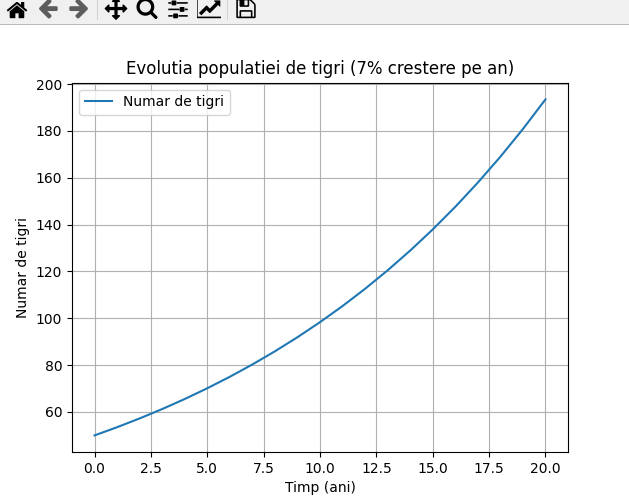 Evolutia populatiei de tigri (7% crestere pe an)
Numar de tigri
200
180
160
140
120
100
80
60
Numar de tigri
0.0 2.5 5.0 7.5 10.0 12.5 15.0 17.5 20.0
Timp (ani)